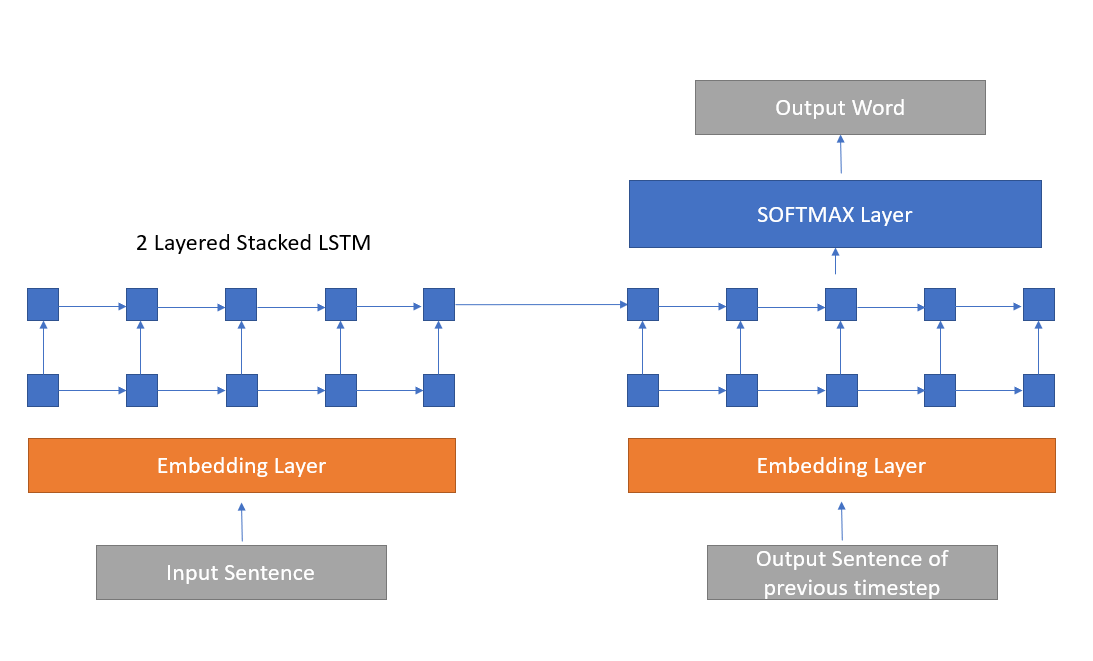 Output Word
SOFTMAX Layer
2 Layered Stacked LSTM
Embedding Layer
Embedding Layer
Input Sentence
Output Sentence of
previous timestep